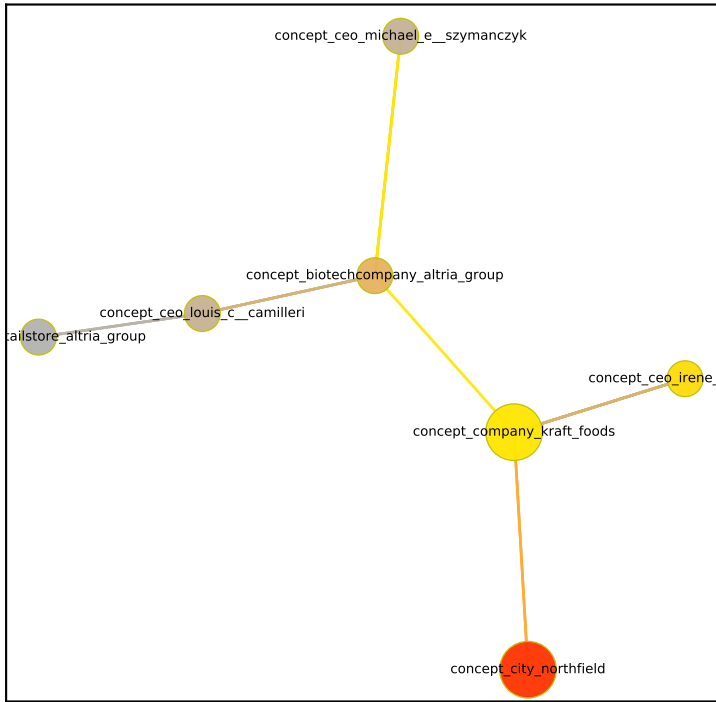 concept_ceo_michael_e__szymanczyk
concept_biotechcompany_altria_group
concept_ceo_louis_c__camilleri
tailstore_altria_group
concept_ceo_irene_
concept_company_kraft_foods
concept_city_northfield